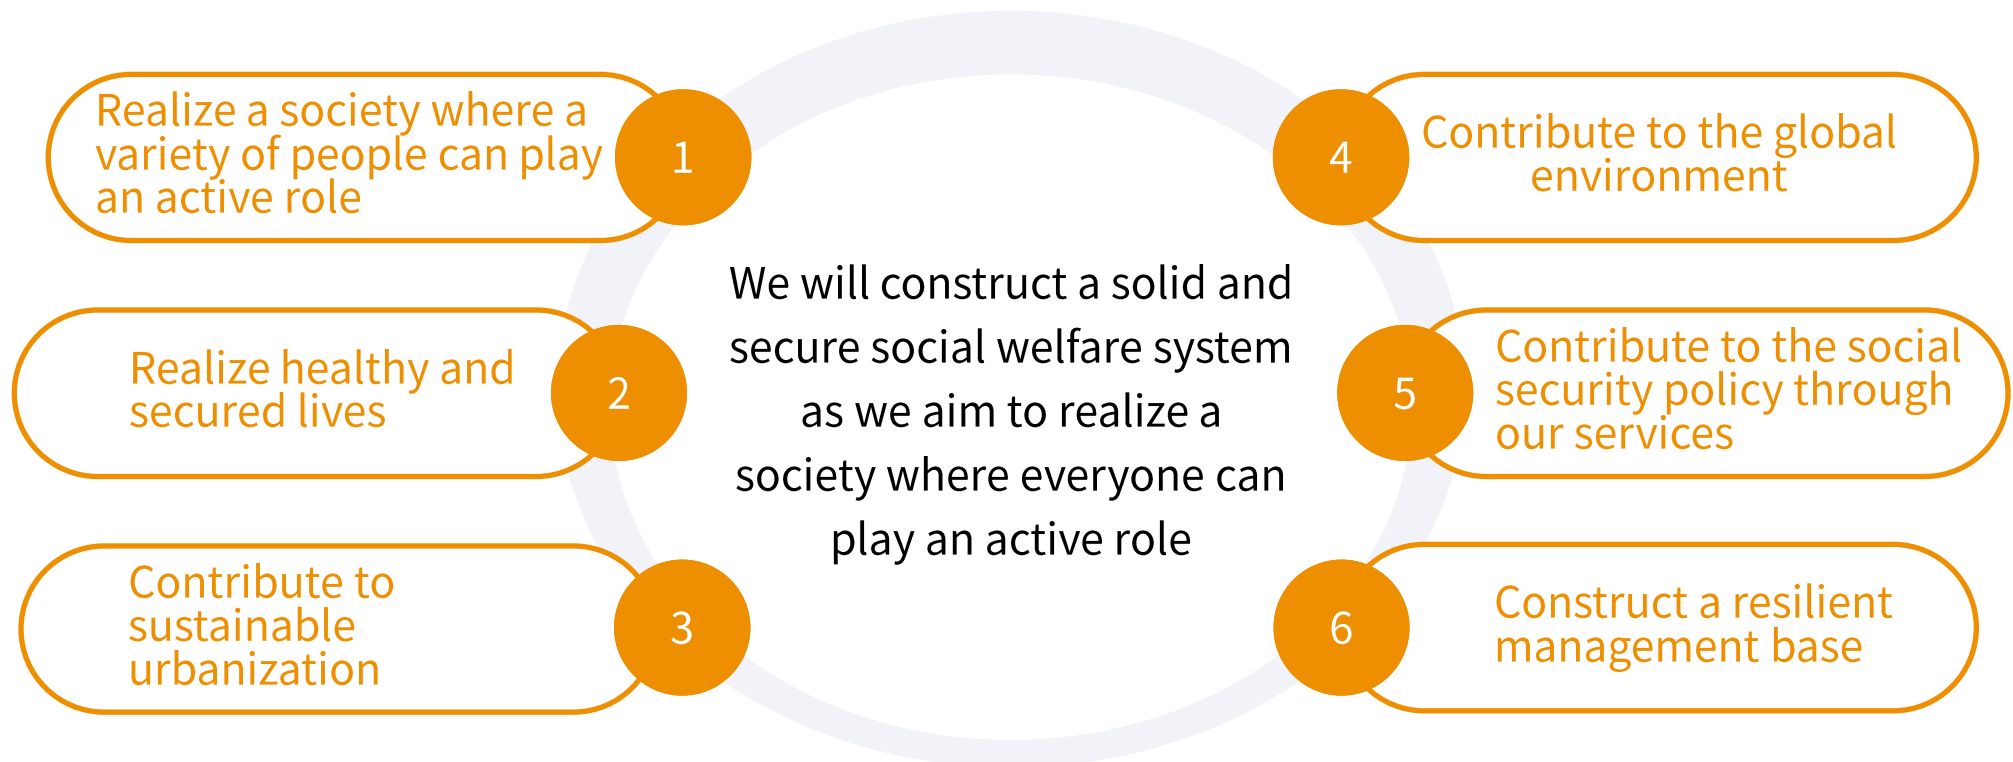 Realize a society where a
variety of people can play
an active role
1
Realize healthy and
secured lives
2
Contribute to
sustainable
urbanization
3
We will construct a solid and
secure social welfare system
as we aim to realize a
society where everyone can
play an active role
4
Contribute to the global
environment
5
Contribute to the social
security policy through
our services
6
Construct a resilient
management base